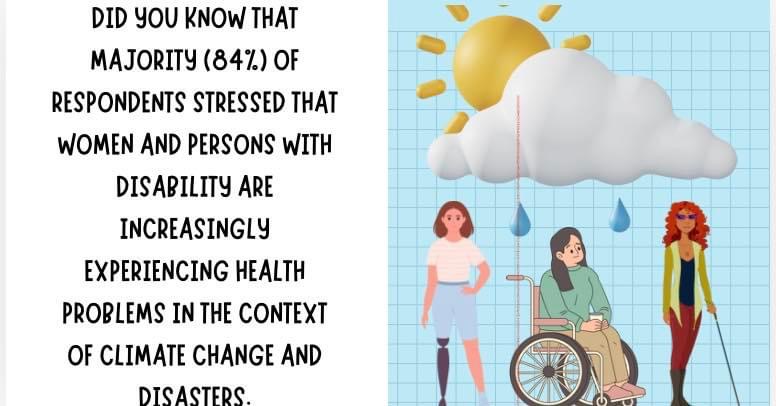 DID YOU KNOW THAT
MAJORITY (84%) OF
RESPONDENTS STRESSED THAT
WOMEN AND PERSONS WITH
DISABILITY ARE
INCREASINGLY
EXPERIENCING HEALTH
PROBLEMS IN THE CONTEXT
OF CLIMATE CHANGE AND
DISASTERS.